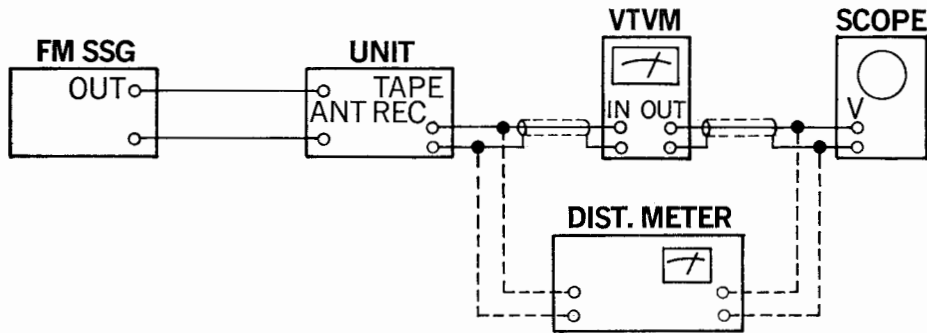 FM SSG
OUT
UNIT
TAPE
ANT REC
VTVM
IN OUT
SCOPE
V
DIST. METER